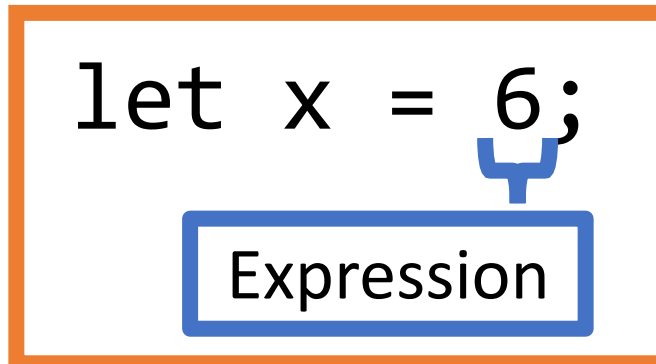 let x = 6;
Expression